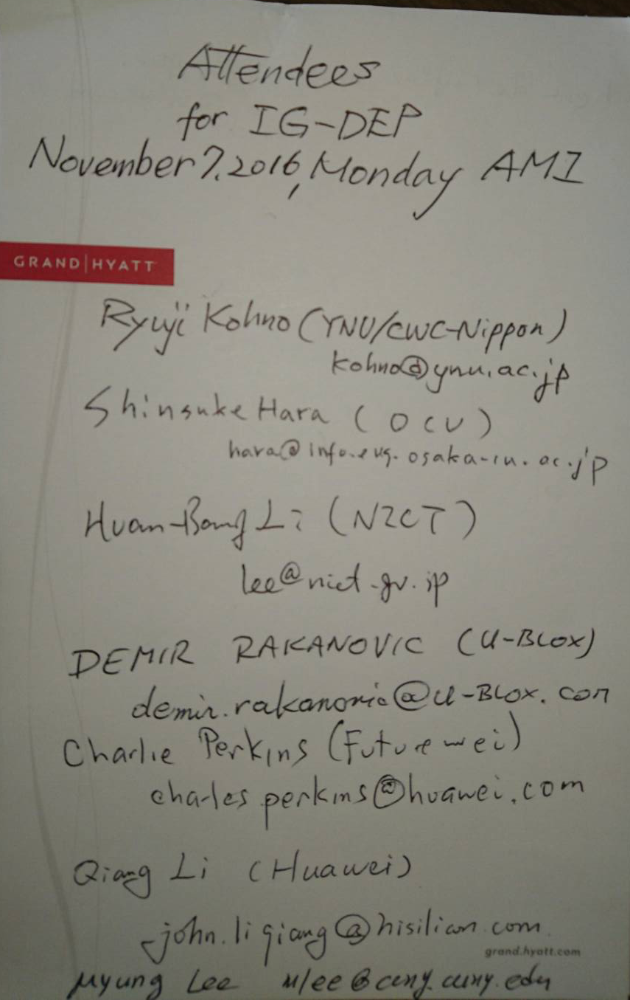 Attendees
for IG-DEP
November 7, 2016, Monday AM1
GRAND|HYATT
Ryuji Kohno (YNU/CWC-Nippon)
kohno@ynu.ac.jp
Shinsuke Hara (OCU)
hara@info.eng.osaka-cu.ac.jp
Huan-Bang Li (NICT)
lee@nict.go.jp
DEMIR RAKANOVIC (U-BLOX)
demir.rakanovic@U-BLOX.com
Charlie Perkins (Futurewei)
charles.perkins@huawei.com
Qiang Li (Huawei)
john.liqiang@hisilicon.com
grand.hyatt.com
Myung Lee mlee@ccny.cuny.edu